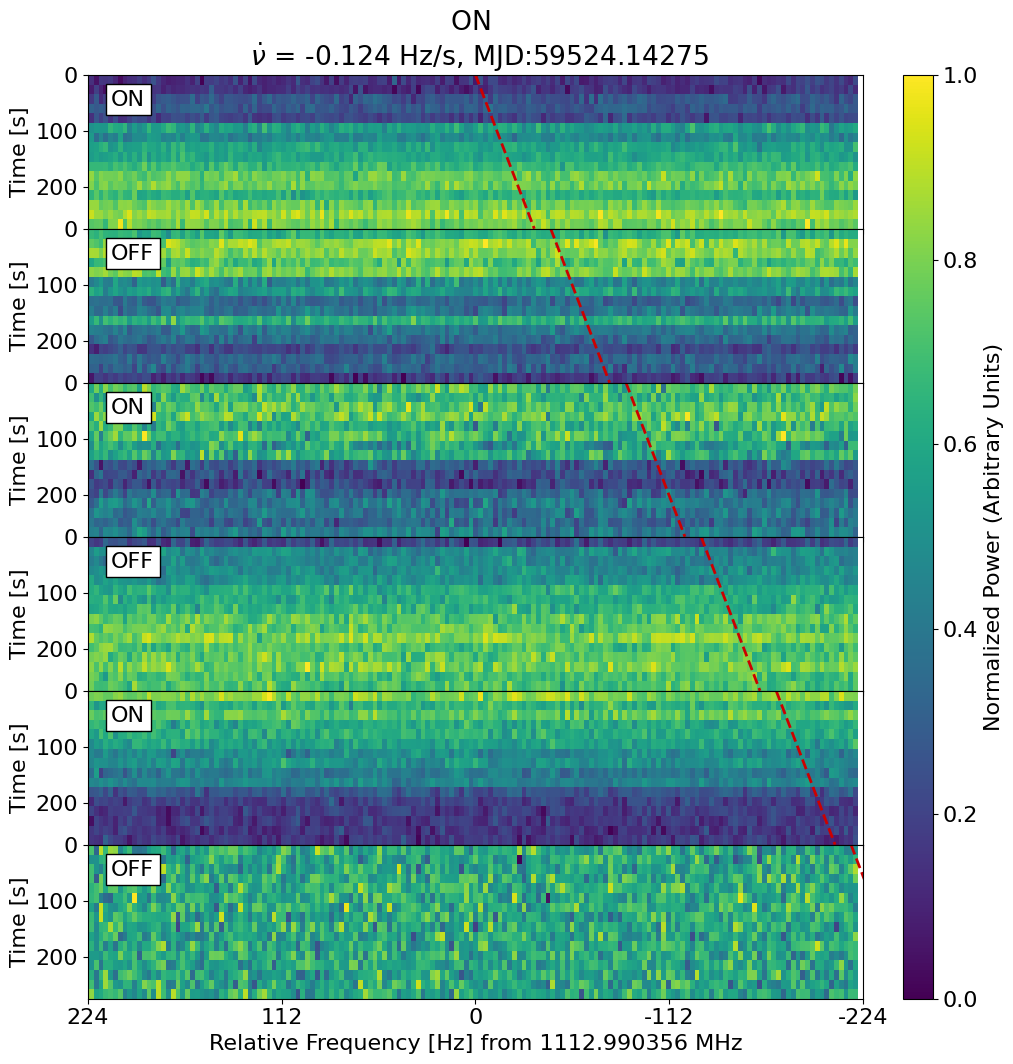 ON
ν̇ = -0.124 Hz/s, MJD:59524.14275
0
ON
100
Time [s]
200
0
OFF
100
Time [s]
200
0
ON
100
Time [s]
200
0
OFF
100
Time [s]
200
0
ON
100
Time [s]
200
0
OFF
100
Time [s]
200
224 112 0 -112 -224
Relative Frequency [Hz] from 1112.990356 MHz
1.0
0.8
0.6
0.4
0.2
0.0
Normalized Power (Arbitrary Units)